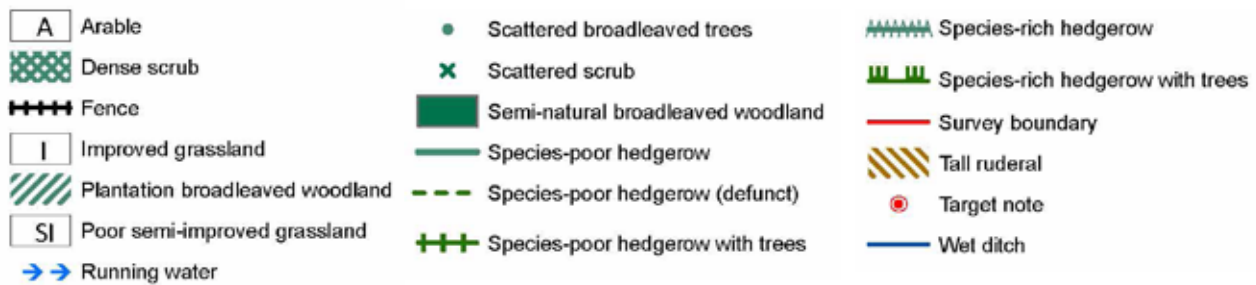 A Arable
Dense scrub
Fence
I Improved grassland
Plantation broadleaved woodland
SI Poor semi-improved grassland
Running water
Scattered broadleaved trees
Scattered scrub
Semi-natural broadleaved woodland
Species-poor hedgerow
Species-poor hedgerow (defunct)
Species-poor hedgerow with trees
Species-rich hedgerow
Species-rich hedgerow with trees
Survey boundary
Tall ruderal
Target note
Wet ditch